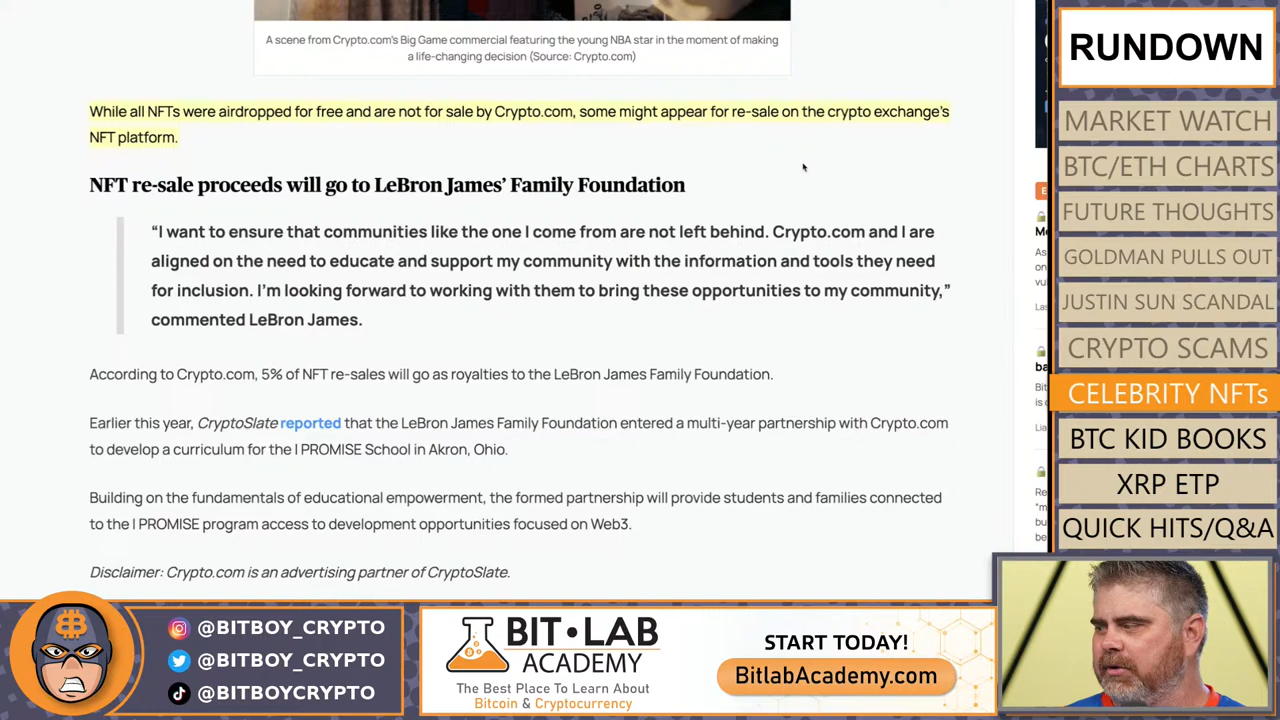 A scene from Crypto.com's Big Game commercial featuring the young NBA star in the moment of making
a life-changing decision (Source: Crypto.com)
While all NFTs were airdropped for free and are not for sale by Crypto.com, some might appear for re-sale on the crypto exchange's
NFT platform.
NFT re-sale proceeds will go to LeBron James' Family Foundation
“I want to ensure that communities like the one I come from are not left behind. Crypto.com and I are
aligned on the need to educate and support my community with the information and tools they need
for inclusion. I'm looking forward to working with them to bring these opportunities to my community,”
commented LeBron James.
According to Crypto.com, 5% of NFT re-sales will go as royalties to the LeBron James Family Foundation.
Earlier this year, CryptoSlate reported that the LeBron James Family Foundation entered a multi-year partnership with Crypto.com
to develop a curriculum for the I PROMISE School in Akron, Ohio.
Building on the fundamentals of educational empowerment, the formed partnership will provide students and families connected
to the I PROMISE program access to development opportunities focused on Web3.
Disclaimer: Crypto.com is an advertising partner of CryptoSlate.
RUNDOWN
MARKET WATCH
BTC/ETH CHARTS
FUTURE THOUGHTS
GOLDMAN PULLS OUT
JUSTIN SUN SCANDAL
CRYPTO SCAMS
CELEBRITY NFTs
BTC KID BOOKS
XRP ETP
QUICK HITS/Q&A
@BITBOY_CRYPTO
@BITBOY_CRYPTO
@BITBOYCRYPTO
BIT•LAB
ACADEMY
The Best Place To Learn About
Bitcoin & Cryptocurrency
START TODAY!
BitlabAcademy.com